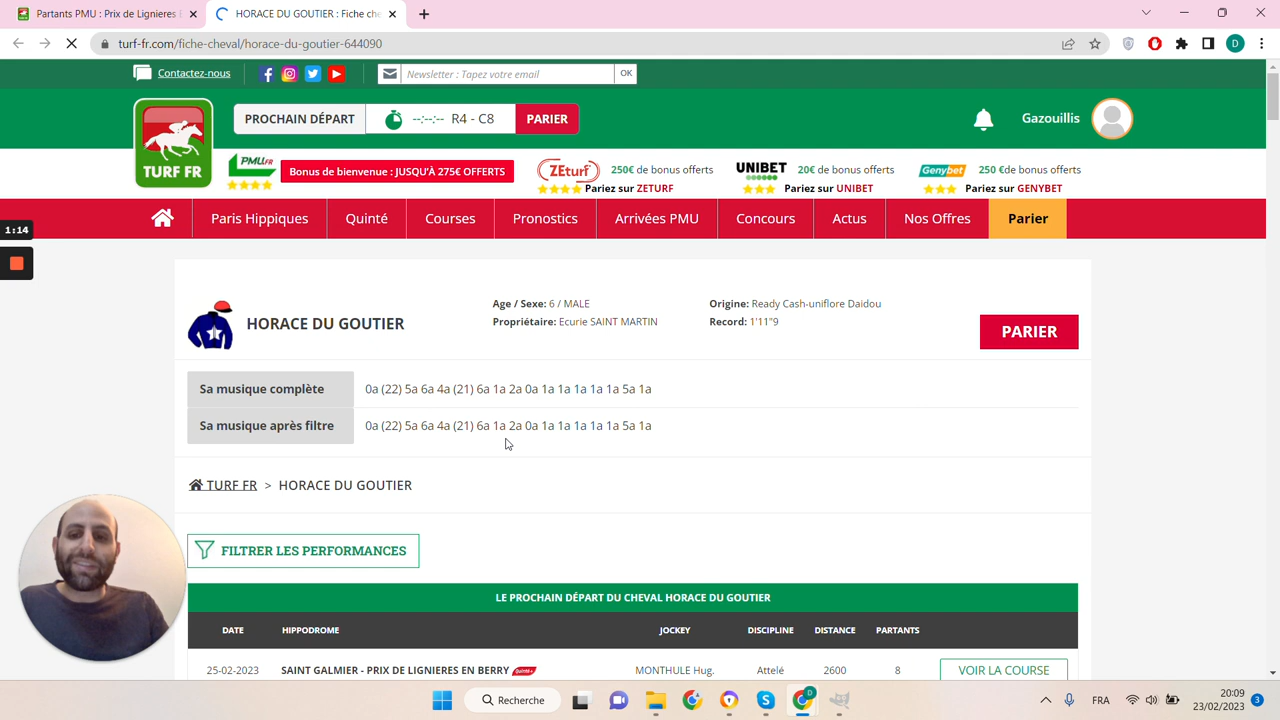 Partants PMU : Prix de Lignieres E
HORACE DU GOUTIER : Fiche che
turf-fr.com/fiche-cheval/horace-du-goutier-644090
D
Contactez-nous
Newsletter : Tapez votre email
OK
TURF FR
PROCHAIN DÉPART
--:--:-- R4 - C8
PARIER
Gazouillis
PMU.FR
Bonus de bienvenue : JUSQU'À 275€ OFFERTS
ZEturf
250€ de bonus offerts
Pariez sur ZETURF
UNIBET
20€ de bonus offerts
Pariez sur UNIBET
Genybet
250 €de bonus offerts
Pariez sur GENYBET
Paris Hippiques
Quinté
Courses
Pronostics
Arrivées PMU
Concours
Actus
Nos Offres
Parier
1:14
HORACE DU GOUTIER
Age / Sexe: 6 / MALE
Propriétaire: Ecurie SAINT MARTIN
Origine: Ready Cash-uniflore Daidou
Record: 1'11"9
PARIER
Sa musique complète
0a (22) 5a 6a 4a (21) 6a 1a 2a 0a 1a 1a 1a 1a 1a 5a 1a
Sa musique après filtre
0a (22) 5a 6a 4a (21) 6a 1a 2a 0a 1a 1a 1a 1a 1a 5a 1a
TURF FR > HORACE DU GOUTIER
FILTRER LES PERFORMANCES
LE PROCHAIN DÉPART DU CHEVAL HORACE DU GOUTIER
DATE HIPPODROME JOCKEY DISCIPLINE DISTANCE PARTANTS
25-02-2023 SAINT GALMIER - PRIX DE LIGNIERES EN BERRY MONTHULE Hug. Attelé 2600 8 VOIR LA COURSE
Recherche
D
FRA
20:09
23/02/2023
3